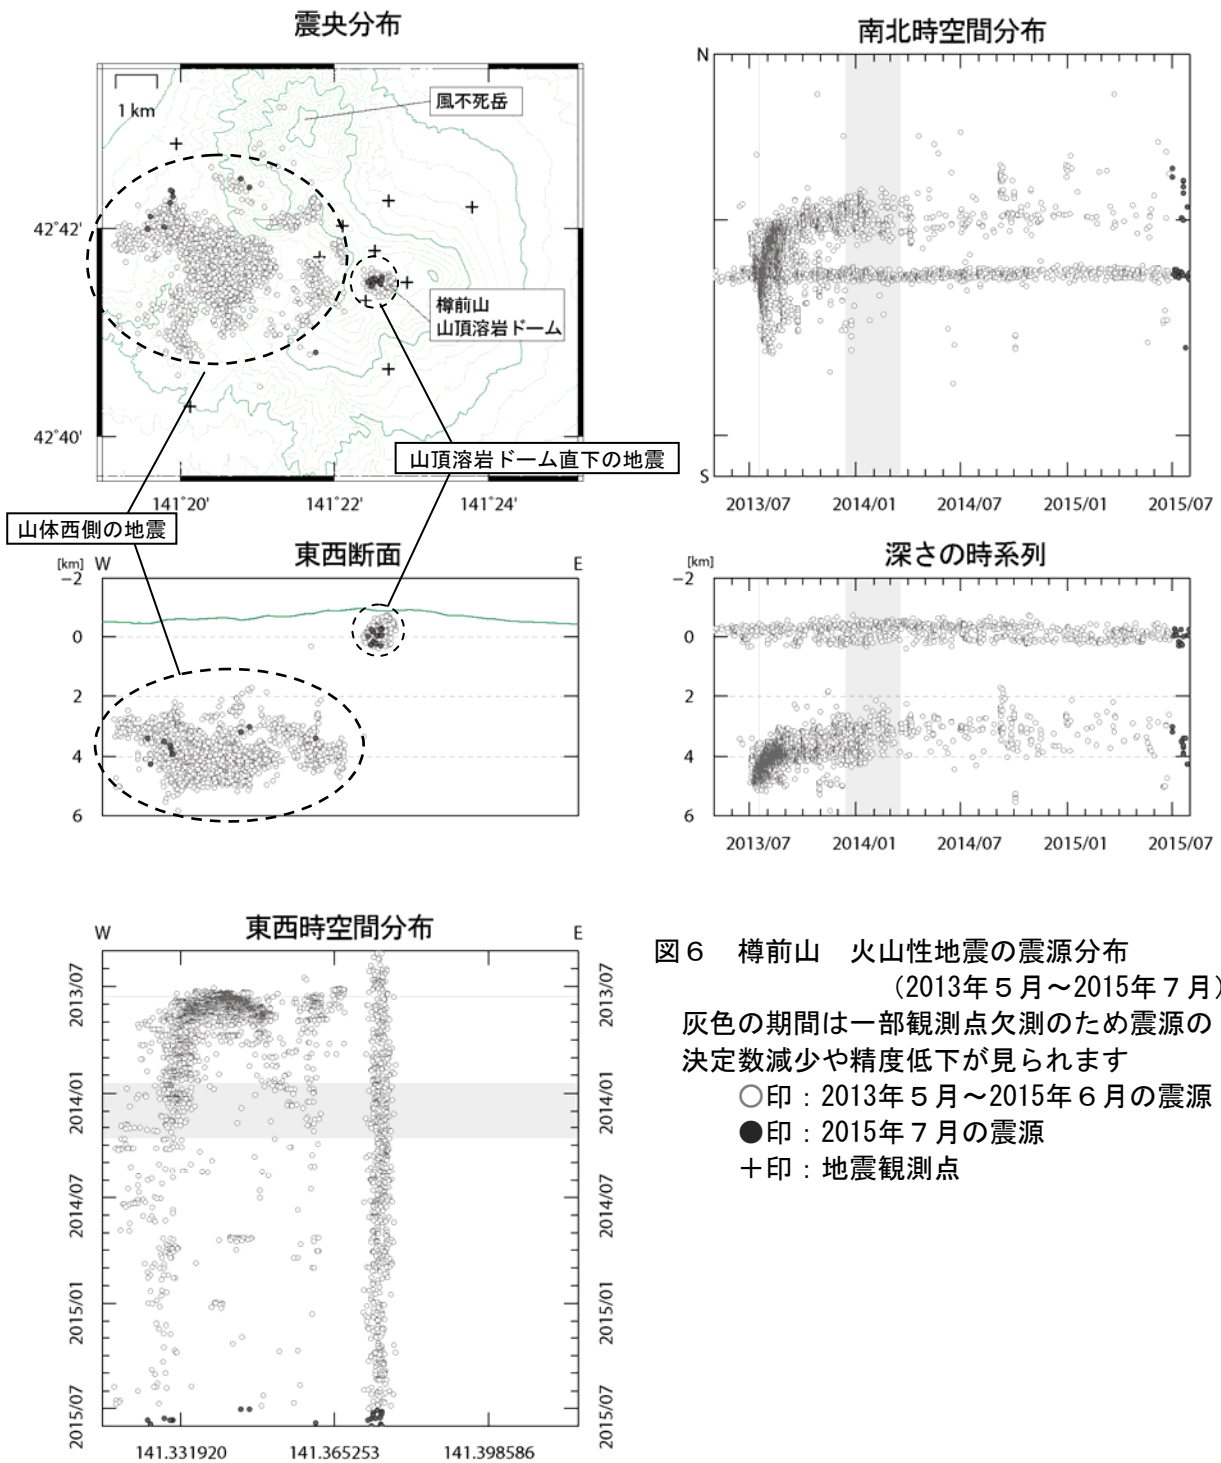 震央分布
1 km
風不死岳
42˚42'
樽前山
山頂溶岩ドーム
42˚40'
141˚20'
141˚22'
141˚24'
山頂溶岩ドーム直下の地震
山体西側の地震
南北時空間分布
N
S
2013/07
2014/01
2014/07
2015/01
2015/07
東西断面
[km]
W
E
−2
0
2
4
6
深さの時系列
[km]
−2
0
2
4
6
2013/07
2014/01
2014/07
2015/01
2015/07
東西時空間分布
W
E
2013/07
2014/01
2014/07
2015/01
2015/07
2013/07
2014/01
2014/07
2015/01
2015/07
141.331920
141.365253
141.398586
図6 樽前山 火山性地震の震源分布
(2013年5月~2015年7月)
灰色の期間は一部観測点欠測のため震源の
決定数減少や精度低下が見られます
○印:2013年5月~2015年6月の震源
●印:2015年7月の震源
+印:地震観測点